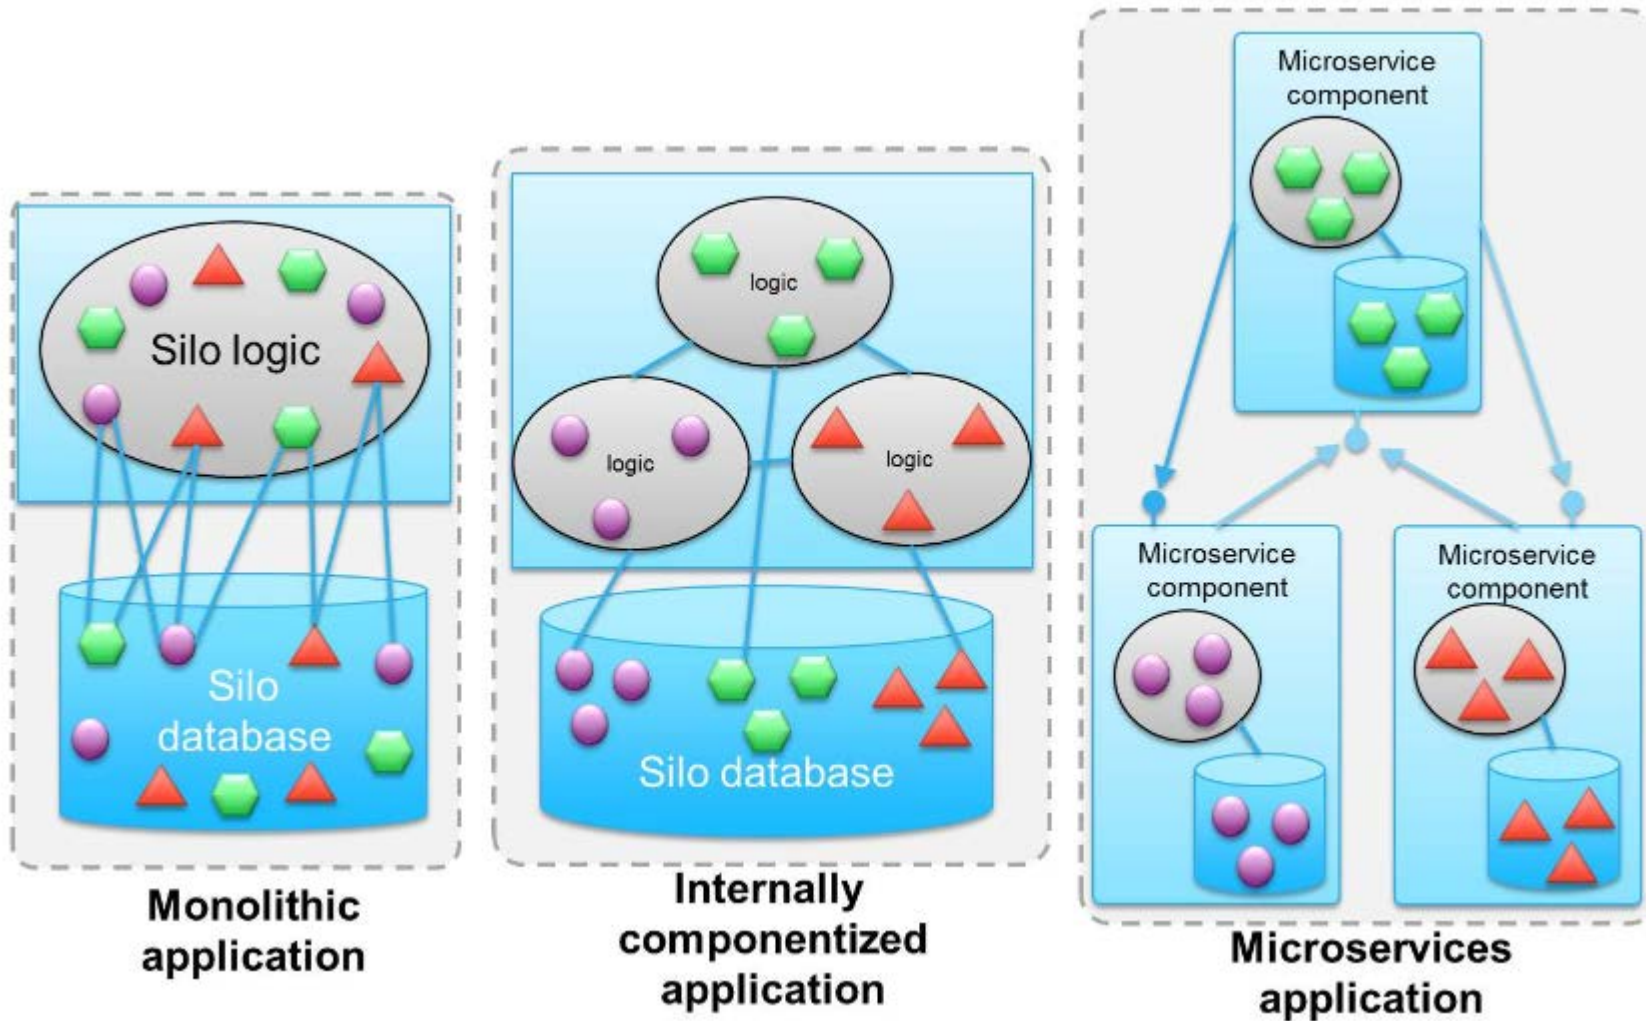 Silo logic
Silo
database
Monolithic
application
logic
logic
logic
Silo database
Internally
componentized
application
Microservice
component
Microservice
component
Microservice
component
Microservices
application